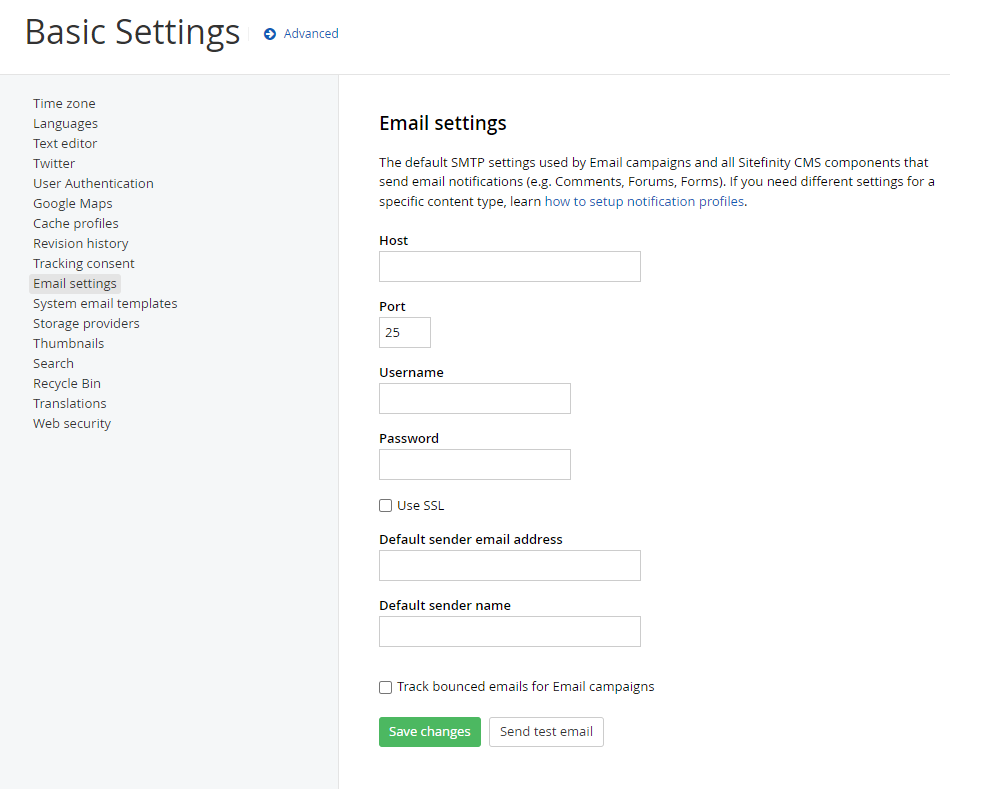 Basic Settings
Advanced
Time zone
Languages
Text editor
Twitter
User Authentication
Google Maps
Cache profiles
Revision history
Tracking consent
Email settings
System email templates
Storage providers
Thumbnails
Search
Recycle Bin
Translations
Web security
Email settings
The default SMTP settings used by Email campaigns and all Sitefinity CMS components that
send email notifications (e.g. Comments, Forums, Forms). If you need different settings for a
specific content type, learn how to setup notification profiles.
Host
Port
25
Username
Password
Use SSL
Default sender email address
Default sender name
Track bounced emails for Email campaigns
Save changes
Send test email